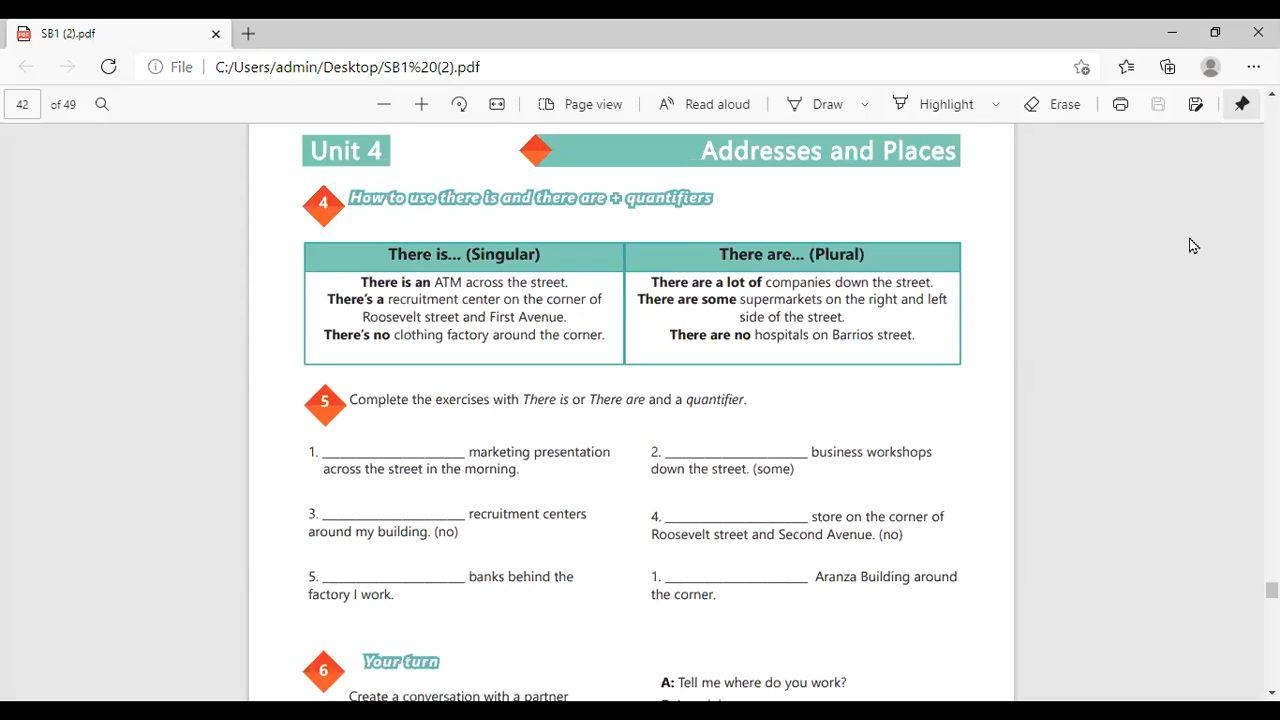 SB1 (2).pdf
File
C:/Users/admin/Desktop/SB1%20(2).pdf
42 of 49
Page view
Read aloud
Draw
Highlight
Erase
Unit 4
Addresses and Places
4 How to use there is and there are + quantifiers
There is... (Singular)
There is an ATM across the street.
There's a recruitment center on the corner of
Roosevelt street and First Avenue.
There's no clothing factory around the corner.
There are... (Plural)
There are a lot of companies down the street.
There are some supermarkets on the right and left
side of the street.
There are no hospitals on Barrios street.
5 Complete the exercises with There is or There are and a quantifier.
1. ____________________ marketing presentation
across the street in the morning.
2. ____________________ business workshops
down the street. (some)
3. ____________________ recruitment centers
around my building. (no)
4. ____________________ store on the corner of
Roosevelt street and Second Avenue. (no)
5. ____________________ banks behind the
factory I work.
1. ____________________ Aranza Building around
the corner.
6 Your turn
Create a conversation with a partner
A: Tell me where do you work?